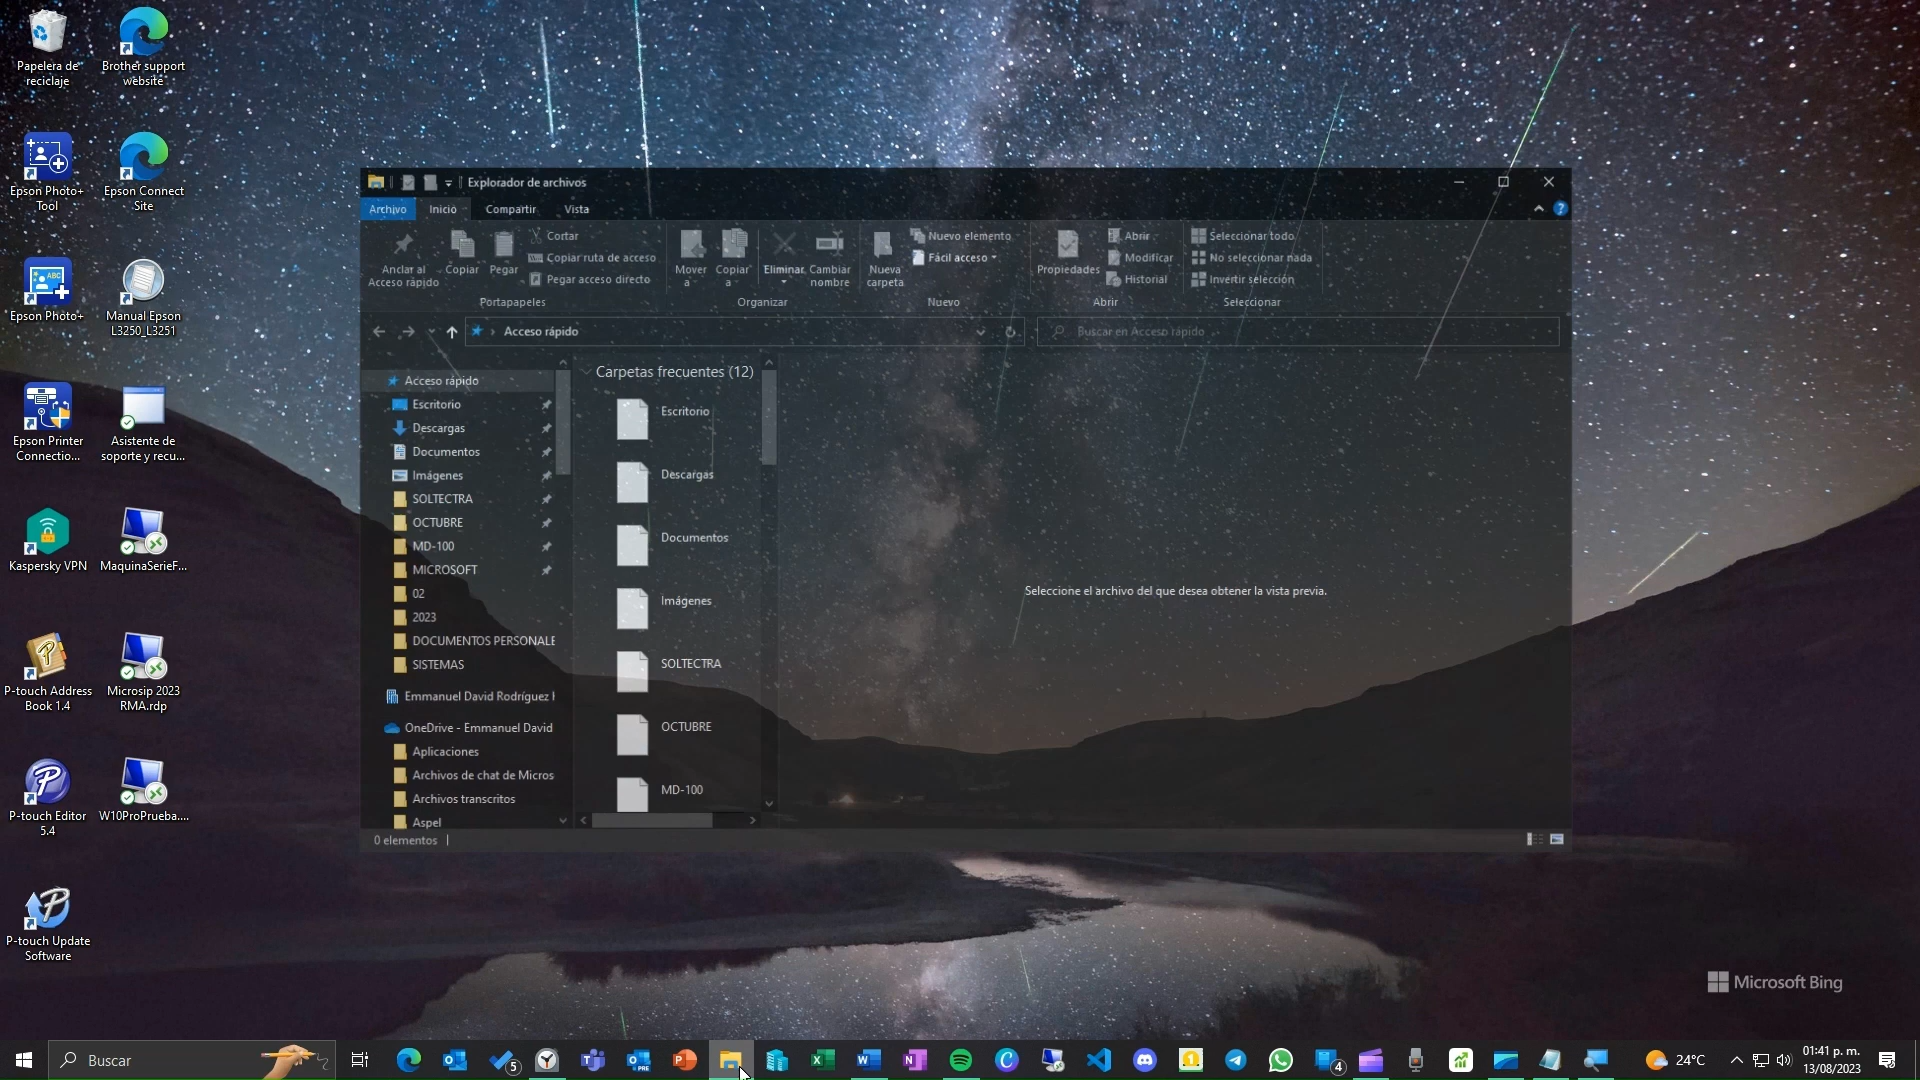 Papelera de
reciclaje
Brother support
website
Epson Photo+
Tool
Epson Connect
Site
Epson Photo+
Manual Epson
L3250_L3251
Epson Printer
Connectio...
Asistente de
soporte y recu...
Kaspersky VPN
MaquinaSerieF...
P-touch Address
Book 1.4
Microsip 2023
RMA.rdp
P-touch Editor
5.4
W10ProPrueba....
P-touch Update
Software
Explorador de archivos
Archivo Inicio Compartir Vista
Anclar al
Acceso rápido
Copiar
Pegar
Cortar
Copiar ruta de acceso
Pegar acceso directo
Portapapeles
Mover
a
Copiar
a
Eliminar
Cambiar
nombre
Organizar
Nueva
carpeta
Nuevo elemento
Fácil acceso
Nuevo
Propiedades
Abrir
Modificar
Historial
Abrir
Seleccionar todo
No seleccionar nada
Invertir selección
Seleccionar
Acceso rápido
Buscar en Acceso rápido
Acceso rápido
Escritorio
Descargas
Documentos
Imágenes
SOLTECTRA
OCTUBRE
MD-100
MICROSOFT
02
2023
DOCUMENTOS PERSONALE
SISTEMAS
Emmanuel David Rodríguez
OneDrive - Emmanuel David
Aplicaciones
Archivos de chat de Micros
Archivos transcritos
Aspel
Carpetas frecuentes (12)
Escritorio
Descargas
Documentos
Imágenes
SOLTECTRA
OCTUBRE
MD-100
Seleccione el archivo del que desea obtener la vista previa.
0 elementos
Microsoft Bing
Buscar
5
PRE
4
24°C
01:41 p. m.
13/08/2023